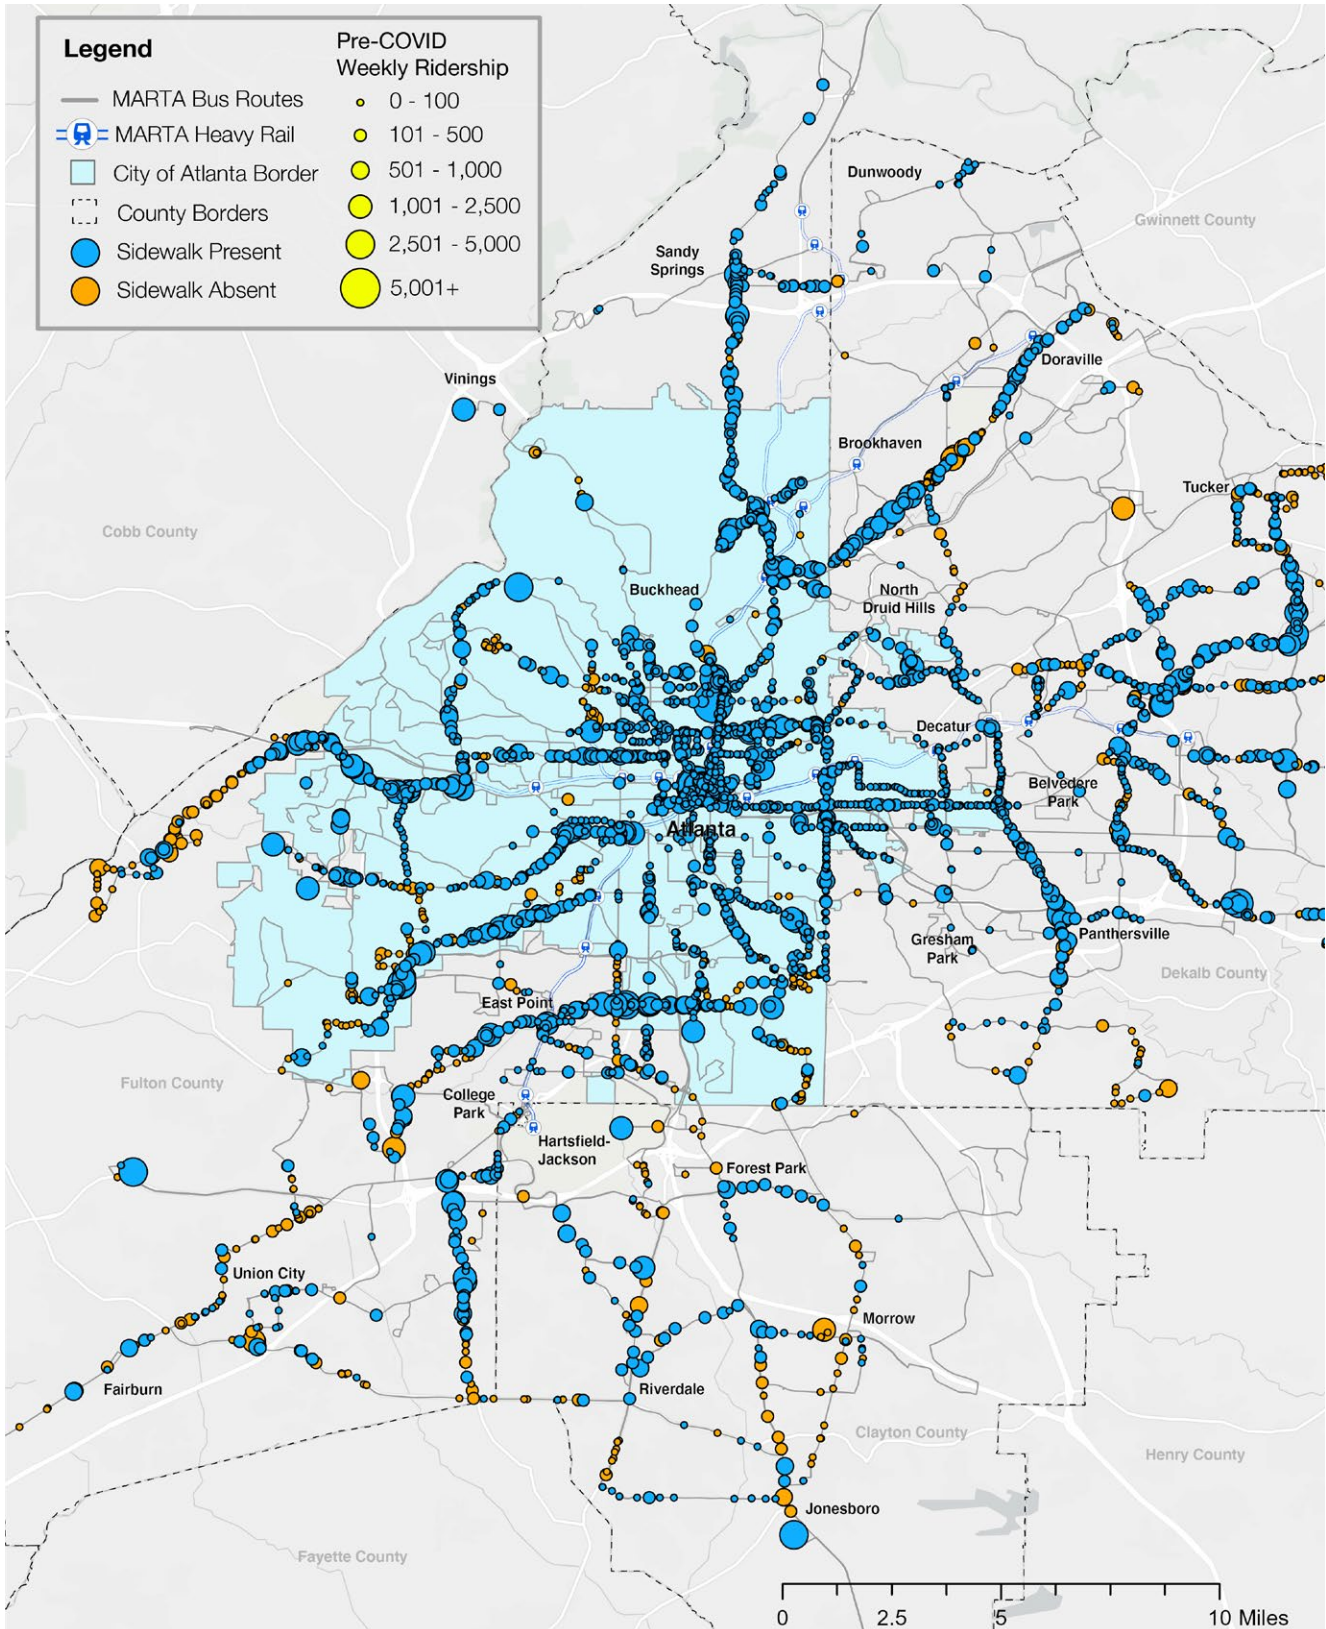 Legend
MARTA Bus Routes
MARTA Heavy Rail
City of Atlanta Border
County Borders
Sidewalk Present
Sidewalk Absent
Pre-COVID
Weekly Ridership
0 - 100
101 - 500
501 - 1,000
1,001 - 2,500
2,501 - 5,000
5,001+
Dunwoody
Gwinnett County
Sandy
Springs
Doraville
Vinings
Brookhaven
Tucker
Cobb County
Buckhead
North
Druid Hills
Decatur
Belvedere
Park
Atlanta
Panthersville
Gresham
Park
Dekalb County
East Point
Fulton County
College
Park
Hartsfield-
Jackson
Forest Park
Union City
Morrow
Fairburn
Riverdale
Clayton County
Henry County
Jonesboro
Fayette County
0 2.5 5 10 Miles